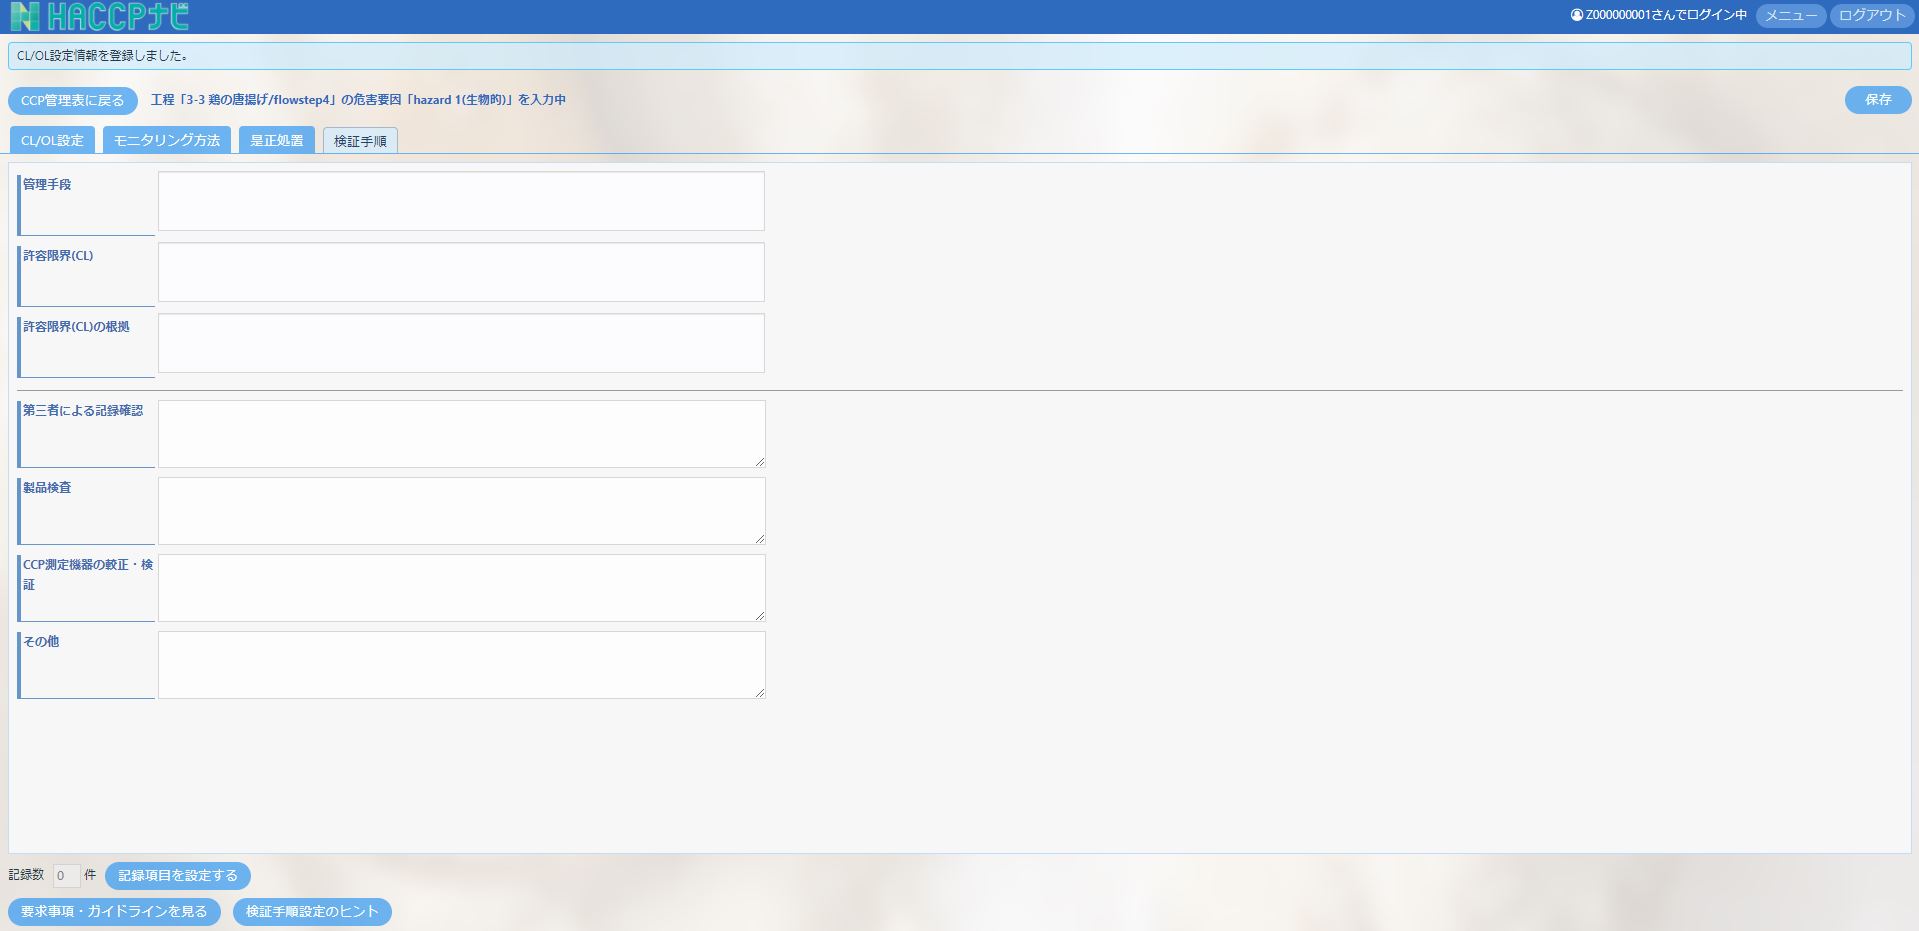 HACCPナビ
Z000000001さんでログイン中
メニュー
ログアウト
CL/OL設定情報を登録しました。
CCP管理表に戻る
工程「3-3 鶏の唐揚げ/flowstep4」の危害要因「hazard 1(生物的)」を入力中
保存
CL/OL設定
モニタリング方法
是正処置
検証手順
管理手段
許容限界(CL)
許容限界(CL)の根拠
第三者による記録確認
製品検査
CCP測定機器の較正・検
証
その他
記録数
0
件
記録項目を設定する
要求事項・ガイドラインを見る
検証手順設定のヒント